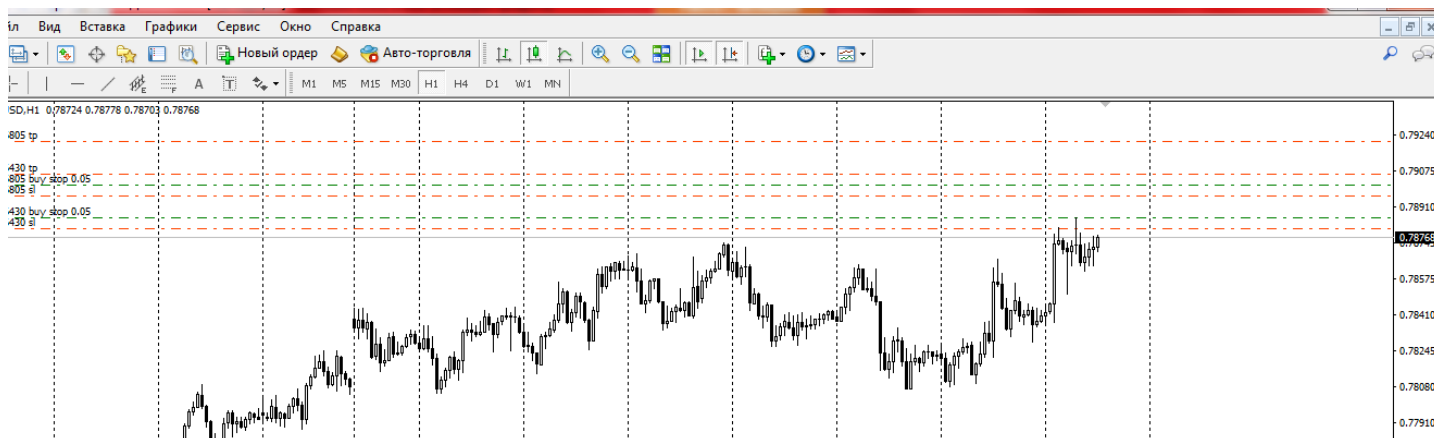 йл Вид Вставка Графики Сервис Окно Справка
Новый ордер Авто-торговля
E F A T M1 M5 M15 M30 H1 H4 D1 W1 MN
SD,H1 0.78724 0.78778 0.78703 0.78768
805 tp
0.79240
430 tp
0.79075
805 buy stop 0.05
805 sl
0.78910
430 buy stop 0.05
430 sl
0.78768
0.78745
0.78575
0.78410
0.78245
0.78080
0.77910